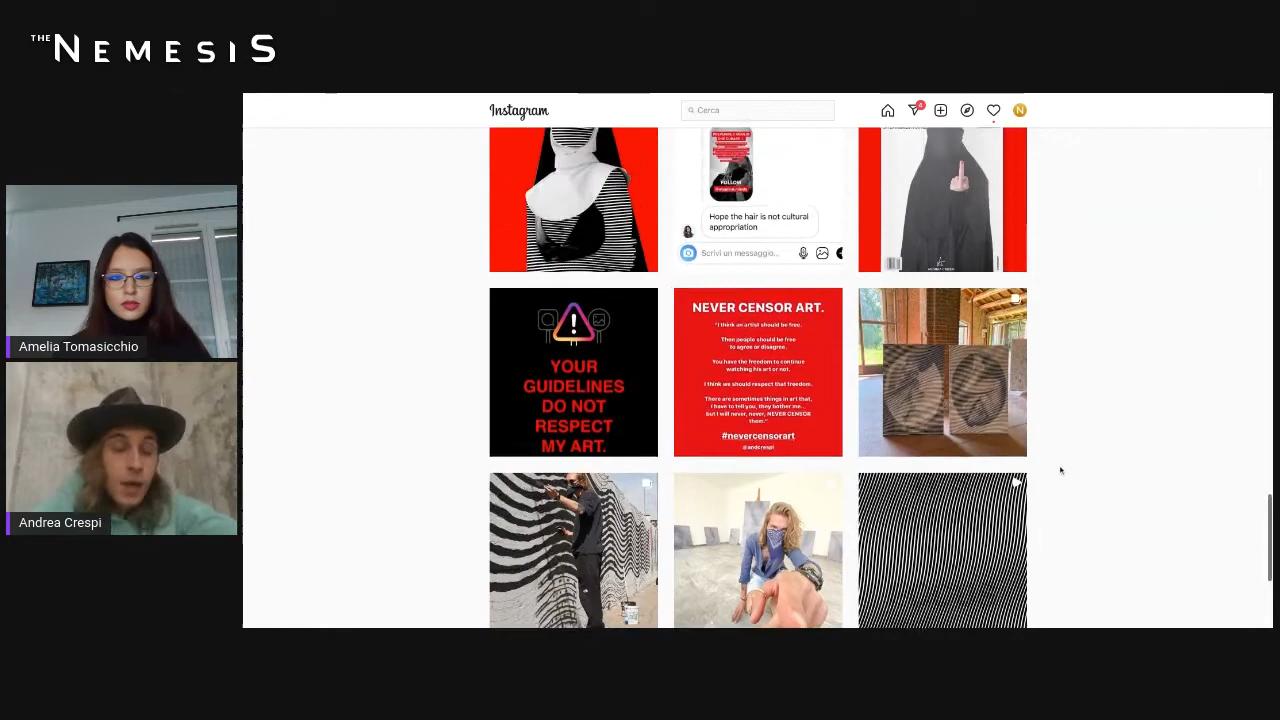 THE NEMESIS
Instagram
Cerca
4
N
FOLLOW
Hope the hair is not cultural
appropriation
Scrivi un messaggio...
YOUR
GUIDELINES
DO NOT
RESPECT
MY ART.
NEVER CENSOR ART.
"I think an artist should be free.
Then people should be free
to agree or disagree.
You have the freedom to continue
watching his art or not.
I think we should respect that freedom.
There are sometimes things in art that,
I have to tell you, they bother me...
but I will never, never, NEVER CENSOR
them."
#nevercensorart
@andcrespi
Amelia Tomasicchio
Andrea Crespi